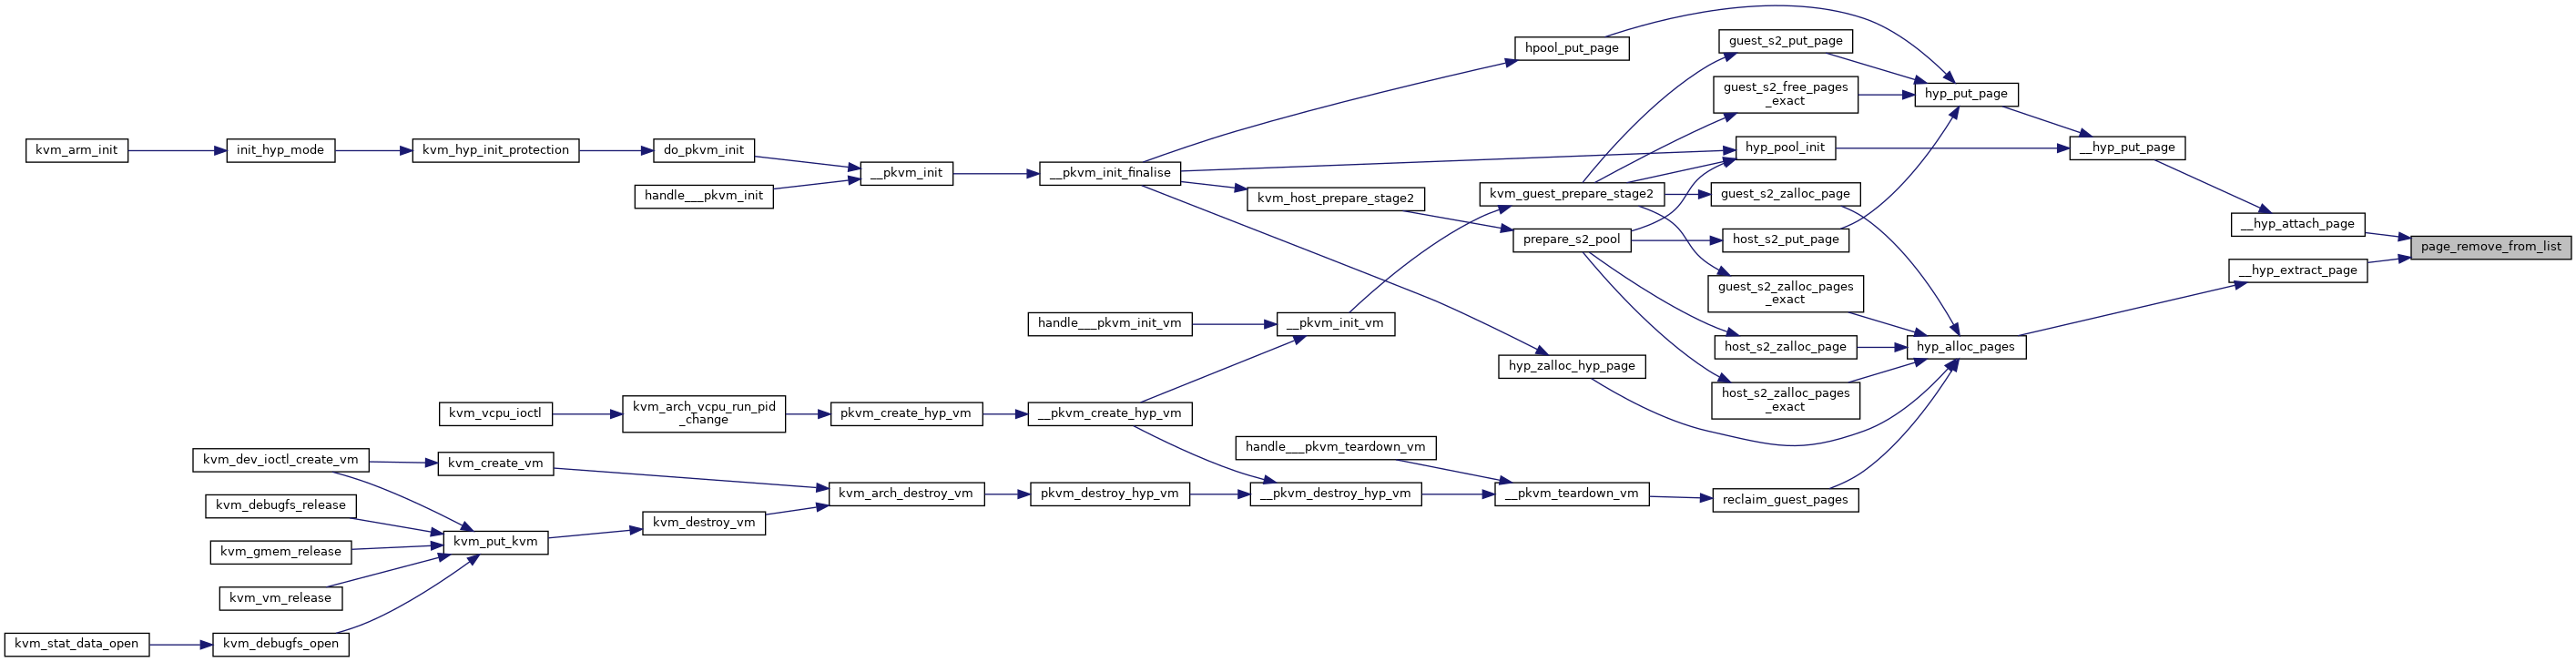 hpool_put_page
guest_s2_put_page
guest_s2_free_pages
_exact
hyp_put_page
kvm_arm_init
init_hyp_mode
kvm_hyp_init_protection
do_pkvm_init
hyp_pool_init
__hyp_put_page
__pkvm_init
__pkvm_init_finalise
handle___pkvm_init
kvm_host_prepare_stage2
kvm_guest_prepare_stage2
guest_s2_zalloc_page
__hyp_attach_page
prepare_s2_pool
host_s2_put_page
page_remove_from_list
__hyp_extract_page
guest_s2_zalloc_pages
_exact
handle___pkvm_init_vm
__pkvm_init_vm
host_s2_zalloc_page
hyp_alloc_pages
hyp_zalloc_hyp_page
host_s2_zalloc_pages
_exact
kvm_vcpu_ioctl
kvm_arch_vcpu_run_pid
_change
pkvm_create_hyp_vm
__pkvm_create_hyp_vm
handle___pkvm_teardown_vm
kvm_dev_ioctl_create_vm
kvm_create_vm
kvm_arch_destroy_vm
pkvm_destroy_hyp_vm
__pkvm_destroy_hyp_vm
__pkvm_teardown_vm
reclaim_guest_pages
kvm_debugfs_release
kvm_destroy_vm
kvm_put_kvm
kvm_gmem_release
kvm_vm_release
kvm_stat_data_open
kvm_debugfs_open